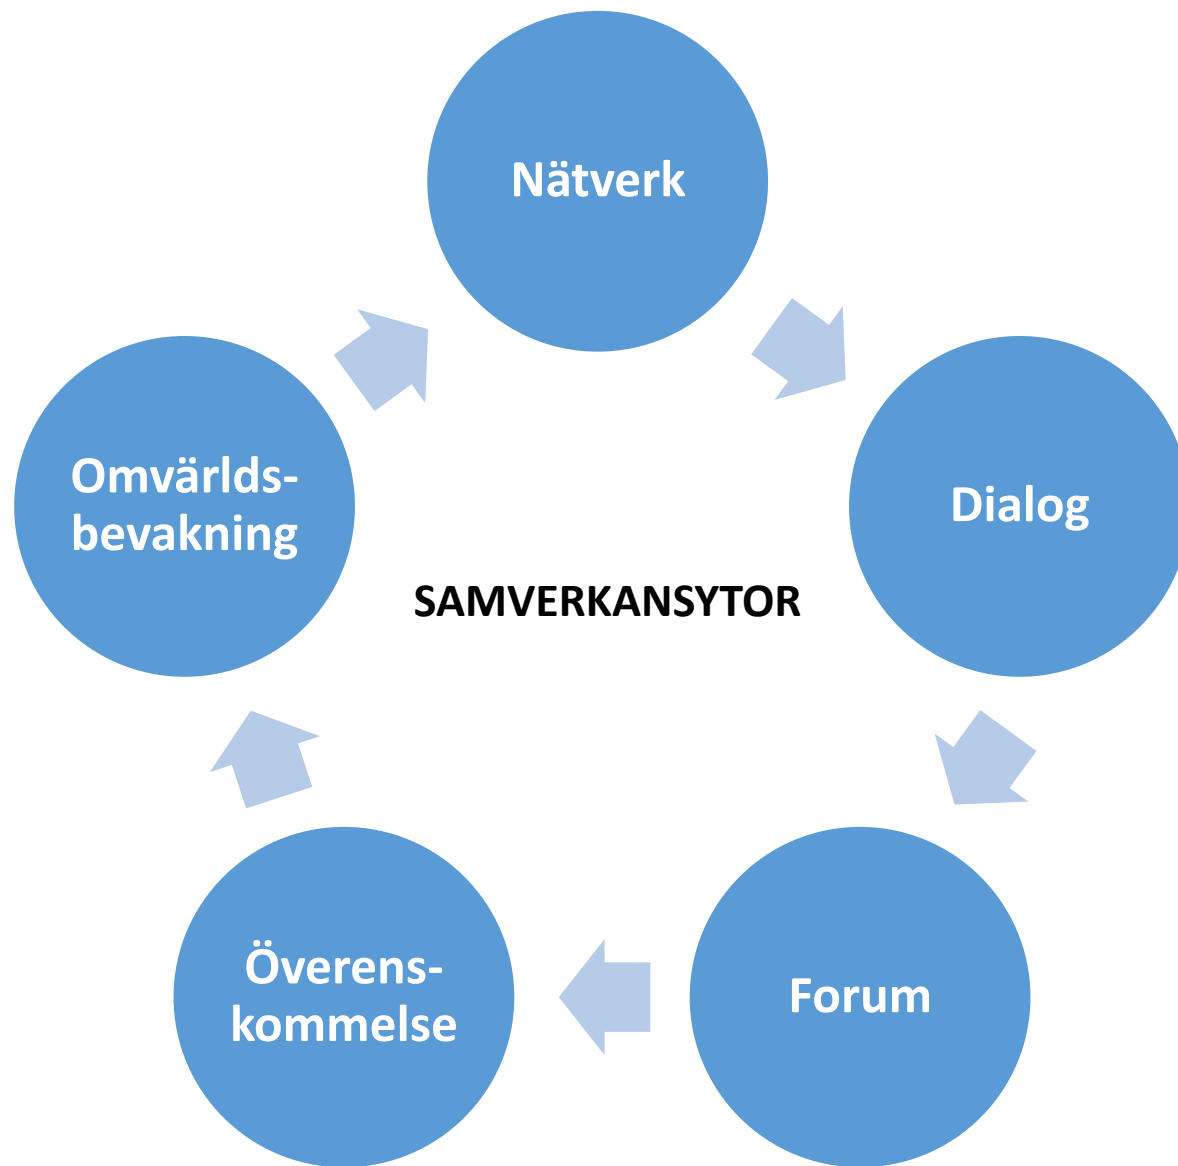 Nätverk
Dialog
Forum
Överens-
kommelse
Omvärlds-
bevakning
SAMVERKANSYTOR